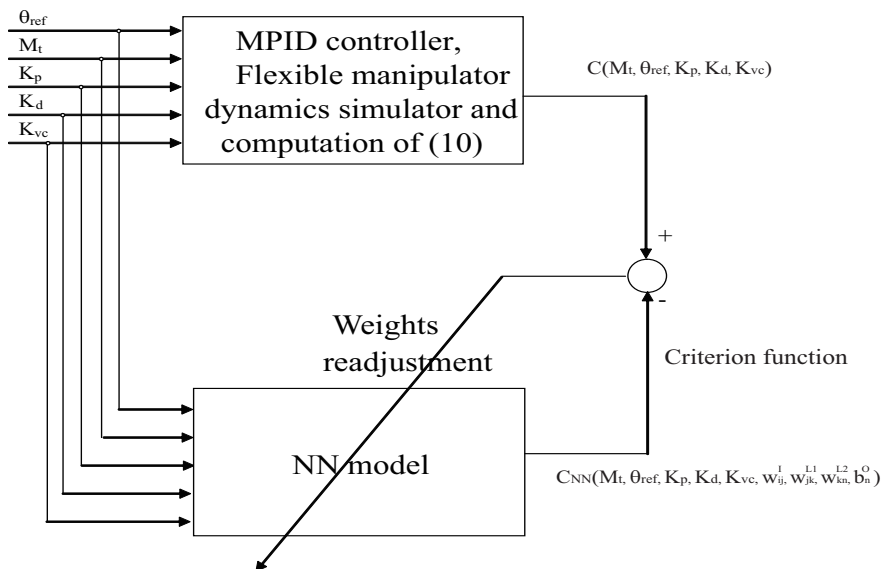 θref
Mt
Kp
Kd
Kvc
MPID controller,
Flexible manipulator
dynamics simulator and
computation of (10)
C(Mt, θref, Kp, Kd, Kvc)
+
-
Weights
readjustment
Criterion function
NN model
CNN(Mt, θref, Kp, Kd, Kvc, wIij, wL1jk, wL2kn, bOn)